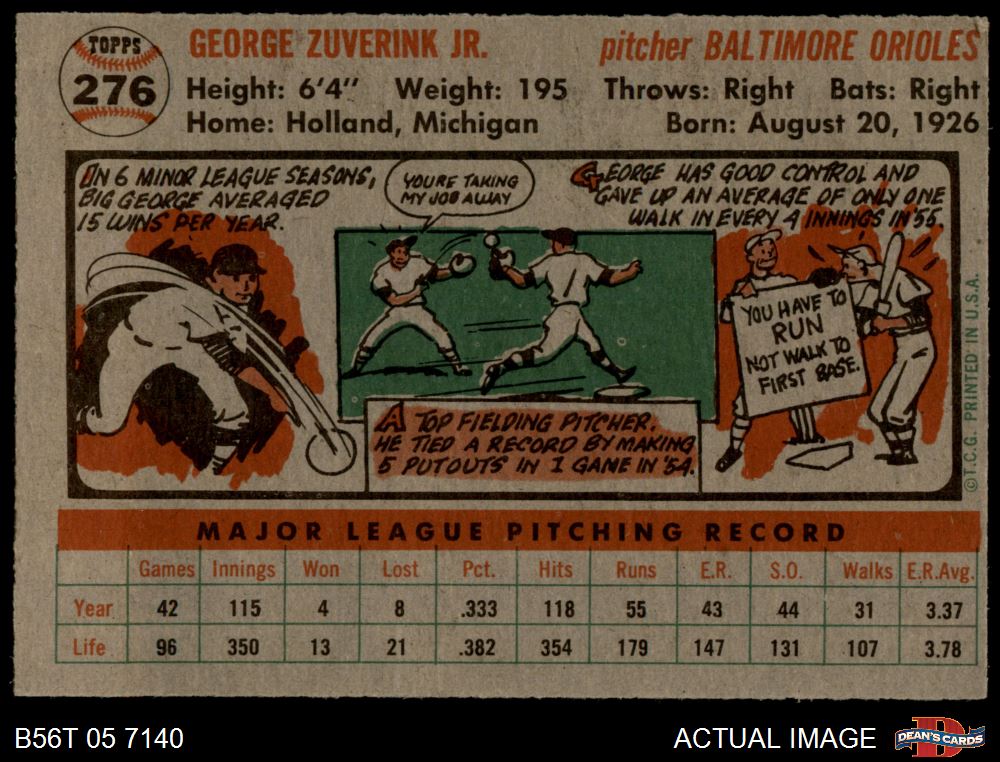 TOPPS
276
GEORGE ZUVERINK JR.
pitcher BALTIMORE ORIOLES
Height: 6'4" Weight: 195 Throws: Right Bats: Right
Home: Holland, Michigan
Born: August 20, 1926
IN 6 MINOR LEAGUE SEASONS,
BIG GEORGE AVERAGED
15 WINS PER YEAR.
YOU'RE TAKING
MY JOB AWAY
GEORGE HAS GOOD CONTROL AND
GAVE UP AN AVERAGE OF ONLY ONE
WALK IN EVERY 4 INNINGS IN '55.
YOU HAVE TO
RUN
NOT WALK TO
FIRST BASE.
A TOP FIELDING PITCHER.
HE TIED A RECORD BY MAKING
5 PUTOUTS IN 1 GAME IN '54.
© T.C.G. PRINTED IN U.S.A.
MAJOR LEAGUE PITCHING RECORD
Games Innings Won Lost Pct. Hits Runs E.R. S.O. Walks E.R.Avg.
Year 42 115 4 8 .333 118 55 43 44 31 3.37
Life 96 350 13 21 .382 354 179 147 131 107 3.78
B56T 05 7140
ACTUAL IMAGE
D
DEAN'S CARDS